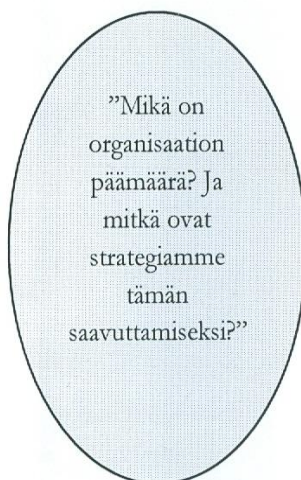 ”Mikä on
organisaation
päämäärä? Ja
mitkä ovat
strategiamme
tämän
saavuttamiseksi?”